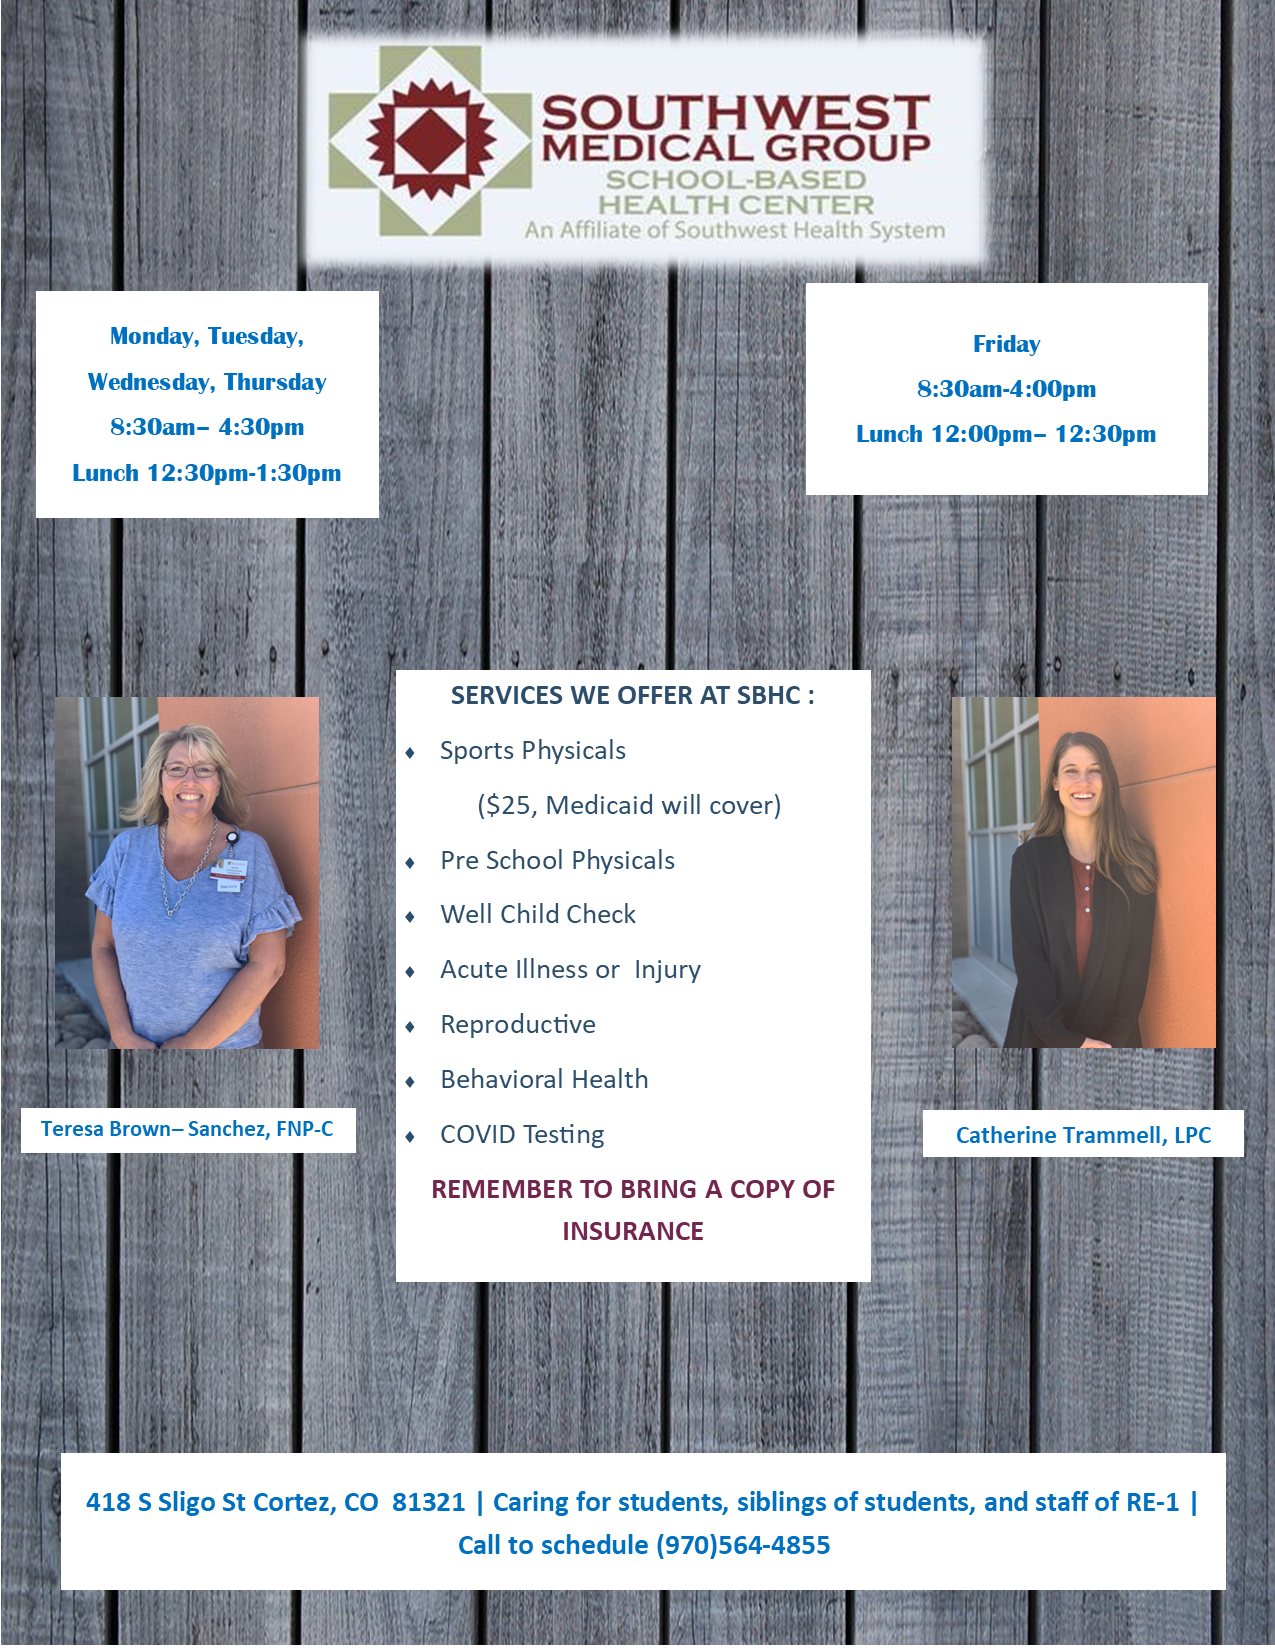 SOUTHWEST
MEDICAL GROUP
SCHOOL-BASED
HEALTH CENTER
An Affiliate of Southwest Health System
Monday, Tuesday,
Wednesday, Thursday
8:30am– 4:30pm
Lunch 12:30pm-1:30pm
Friday
8:30am-4:00pm
Lunch 12:00pm– 12:30pm
SERVICES WE OFFER AT SBHC :
♦ Sports Physicals
($25, Medicaid will cover)
♦ Pre School Physicals
♦ Well Child Check
♦ Acute Illness or  Injury
♦ Reproductive
♦ Behavioral Health
♦ COVID Testing
REMEMBER TO BRING A COPY OF
INSURANCE
Teresa Brown– Sanchez, FNP-C
Catherine Trammell, LPC
418 S Sligo St Cortez, CO  81321 | Caring for students, siblings of students, and staff of RE-1 |
Call to schedule (970)564-4855